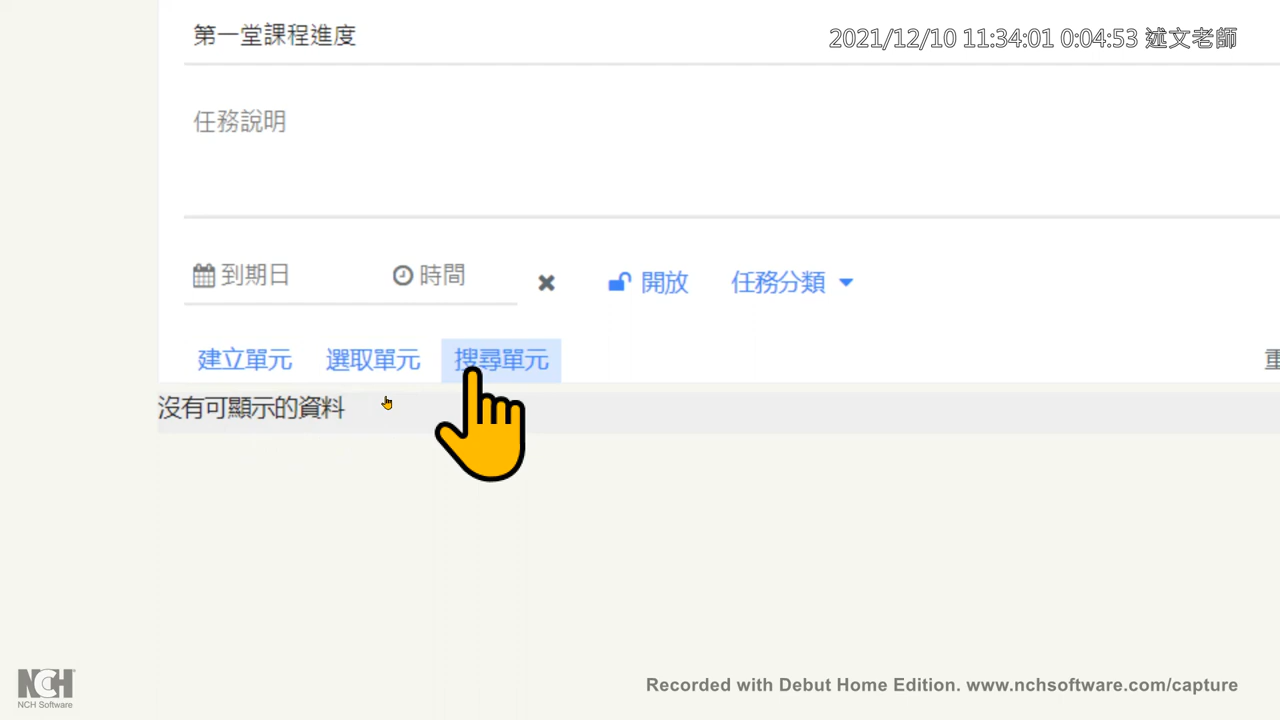 第一堂課程進度
2021/12/10 11:34:01 0:04:53 述文老師
任務說明
到期日 時間 開放 任務分類
建立單元 選取單元 搜尋單元 重
沒有可顯示的資料
NCH
NCH Software
Recorded with Debut Home Edition. www.nchsoftware.com/capture